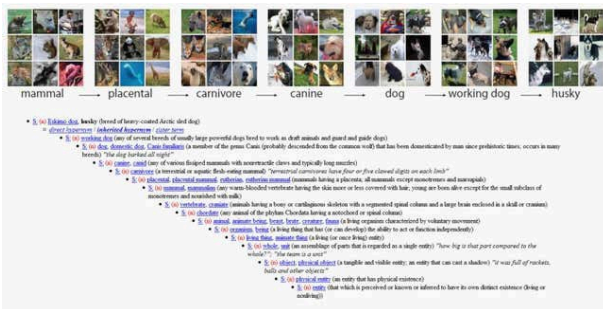 mammal placental carnivore canine dog working dog husky
S: (n) Eskimo dog, husky (breed of heavy-coated Arctic sled dog)
direct hypernym / inherited hypernym / sister term
S: (n) working dog (any of several breeds of usually large powerful dogs bred to work as draft animals and guard and guide dogs)
S: (n) dog, domestic dog, Canis familiaris (a member of the genus Canis (probably descended from the common wolf) that has been domesticated by man since prehistoric times; occurs in many
breeds) "the dog barked all night"
S: (n) canine, canid (any of various fissiped mammals with nonretractile claws and typically long muzzles)
S: (n) carnivore (a terrestrial or aquatic flesh-eating mammal) "terrestrial carnivores have four or five clawed digits on each limb"
S: (n) placental, placental mammal, eutherian, eutherian mammal (mammals having a placenta; all mammals except monotremes and marsupials)
S: (n) mammal, mammalian (any warm-blooded vertebrate having the skin more or less covered with hair; young are born alive except for the small subclass of
monotremes and nourished with milk)
S: (n) vertebrate, craniate (animals having a bony or cartilaginous skeleton with a segmented spinal column and a large brain enclosed in a skull or cranium)
S: (n) chordate (any animal of the phylum Chordata having a notochord or spinal column)
S: (n) animal, animate being, beast, brute, creature, fauna (a living organism characterized by voluntary movement)
S: (n) organism, being (a living thing that has (or can develop) the ability to act or function independently)
S: (n) living thing, animate thing (a living (or once living) entity)
S: (n) whole, unit (an assemblage of parts that is regarded as a single entity) "how big is that part compared to the
whole?"; "the team is a unit"
S: (n) object, physical object (a tangible and visible entity; an entity that can cast a shadow) "it was full of rackets,
balls and other objects"
S: (n) physical entity (an entity that has physical existence)
S: (n) entity (that which is perceived or known or inferred to have its own distinct existence (living or
nonliving))